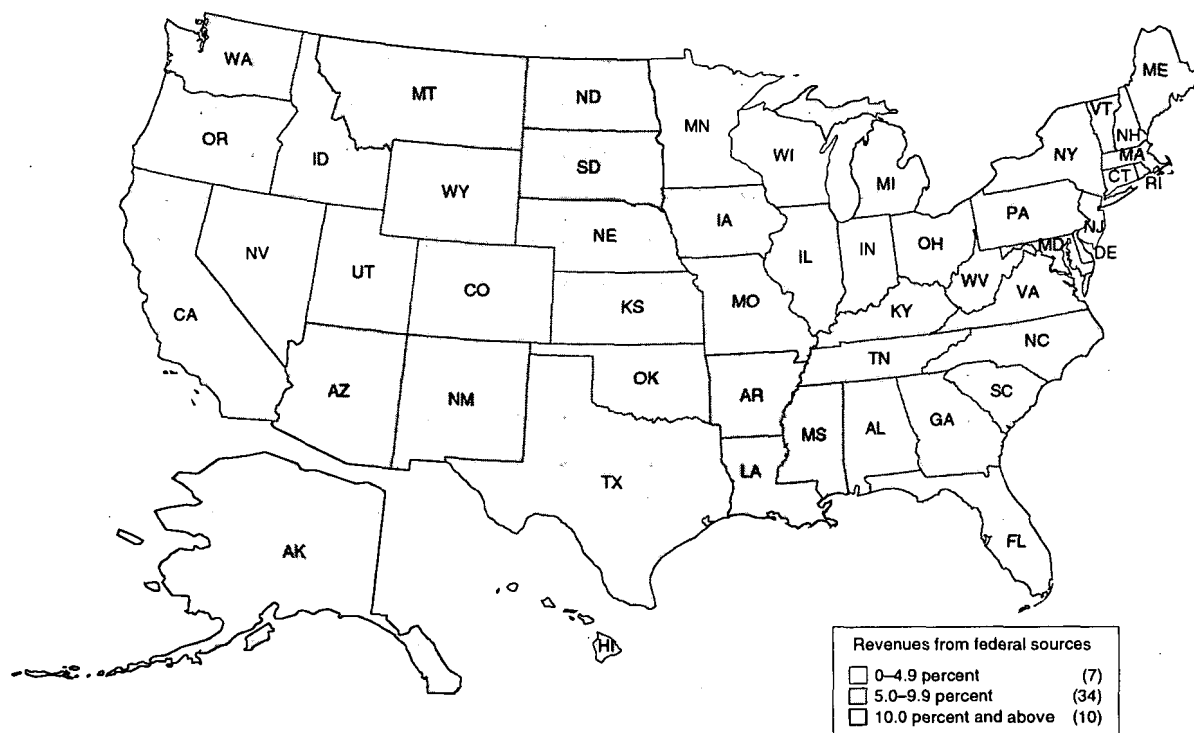 WA
MT
ND
MN
ME
VT
NH
OR
ID
SD
WI
MI
NY
MA
CT
RI
WY
IA
PA
NJ
NE
NV
UT
CO
IL
IN
OH
MD
DE
WV
VA
CA
KS
MO
KY
NC
TN
AZ
NM
OK
AR
SC
MS
AL
GA
LA
TX
FL
AK
HI
Revenues from federal sources
0–4.9 percent (7)
5.0–9.9 percent (34)
10.0 percent and above (10)